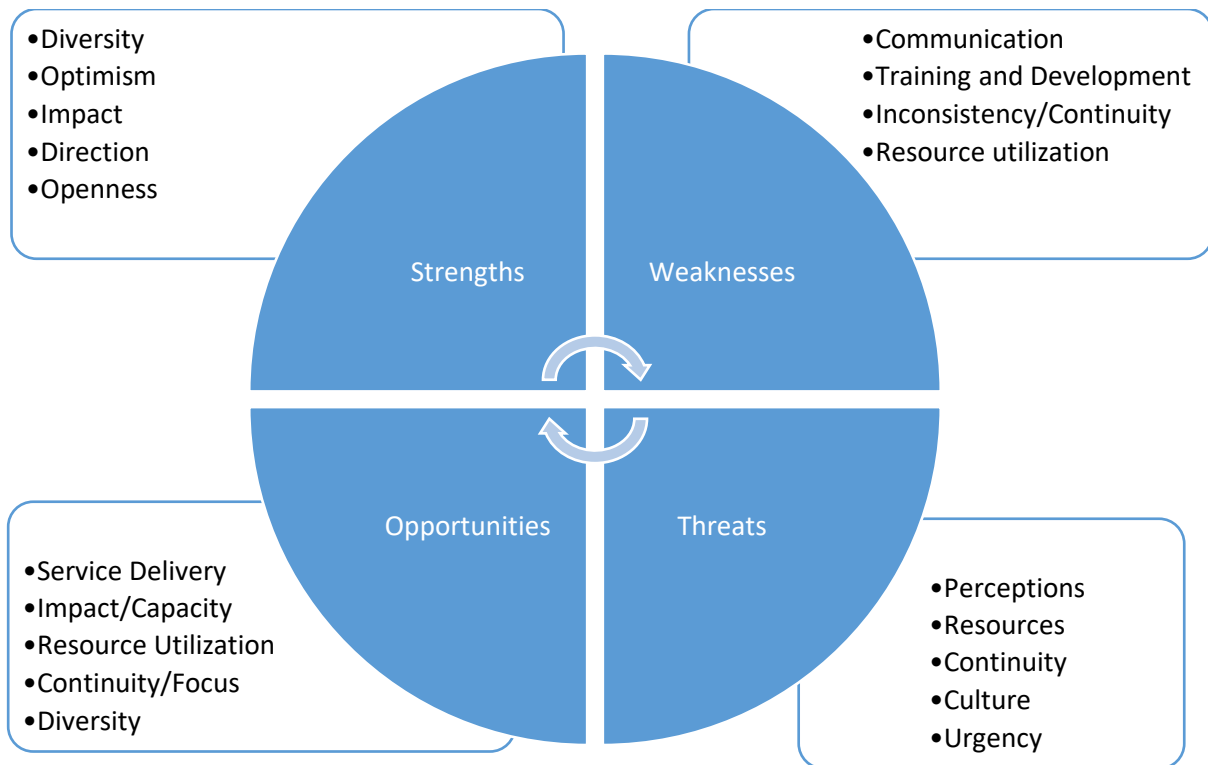 •Diversity
•Optimism
•Impact
•Direction
•Openness
•Communication
•Training and Development
•Inconsistency/Continuity
•Resource utilization
Strengths
Weaknesses
Opportunities
Threats
•Service Delivery
•Impact/Capacity
•Resource Utilization
•Continuity/Focus
•Diversity
•Perceptions
•Resources
•Continuity
•Culture
•Urgency